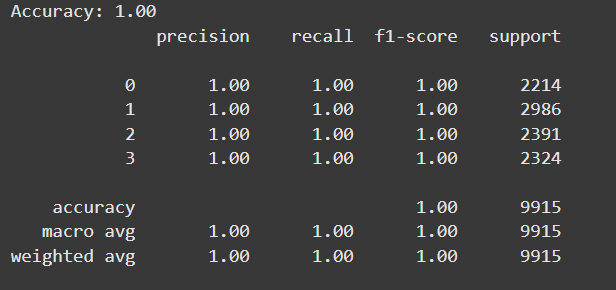 Accuracy: 1.00
precision recall f1-score support
0 1.00 1.00 1.00 2214
1 1.00 1.00 1.00 2986
2 1.00 1.00 1.00 2391
3 1.00 1.00 1.00 2324
accuracy 1.00 9915
macro avg 1.00 1.00 1.00 9915
weighted avg 1.00 1.00 1.00 9915